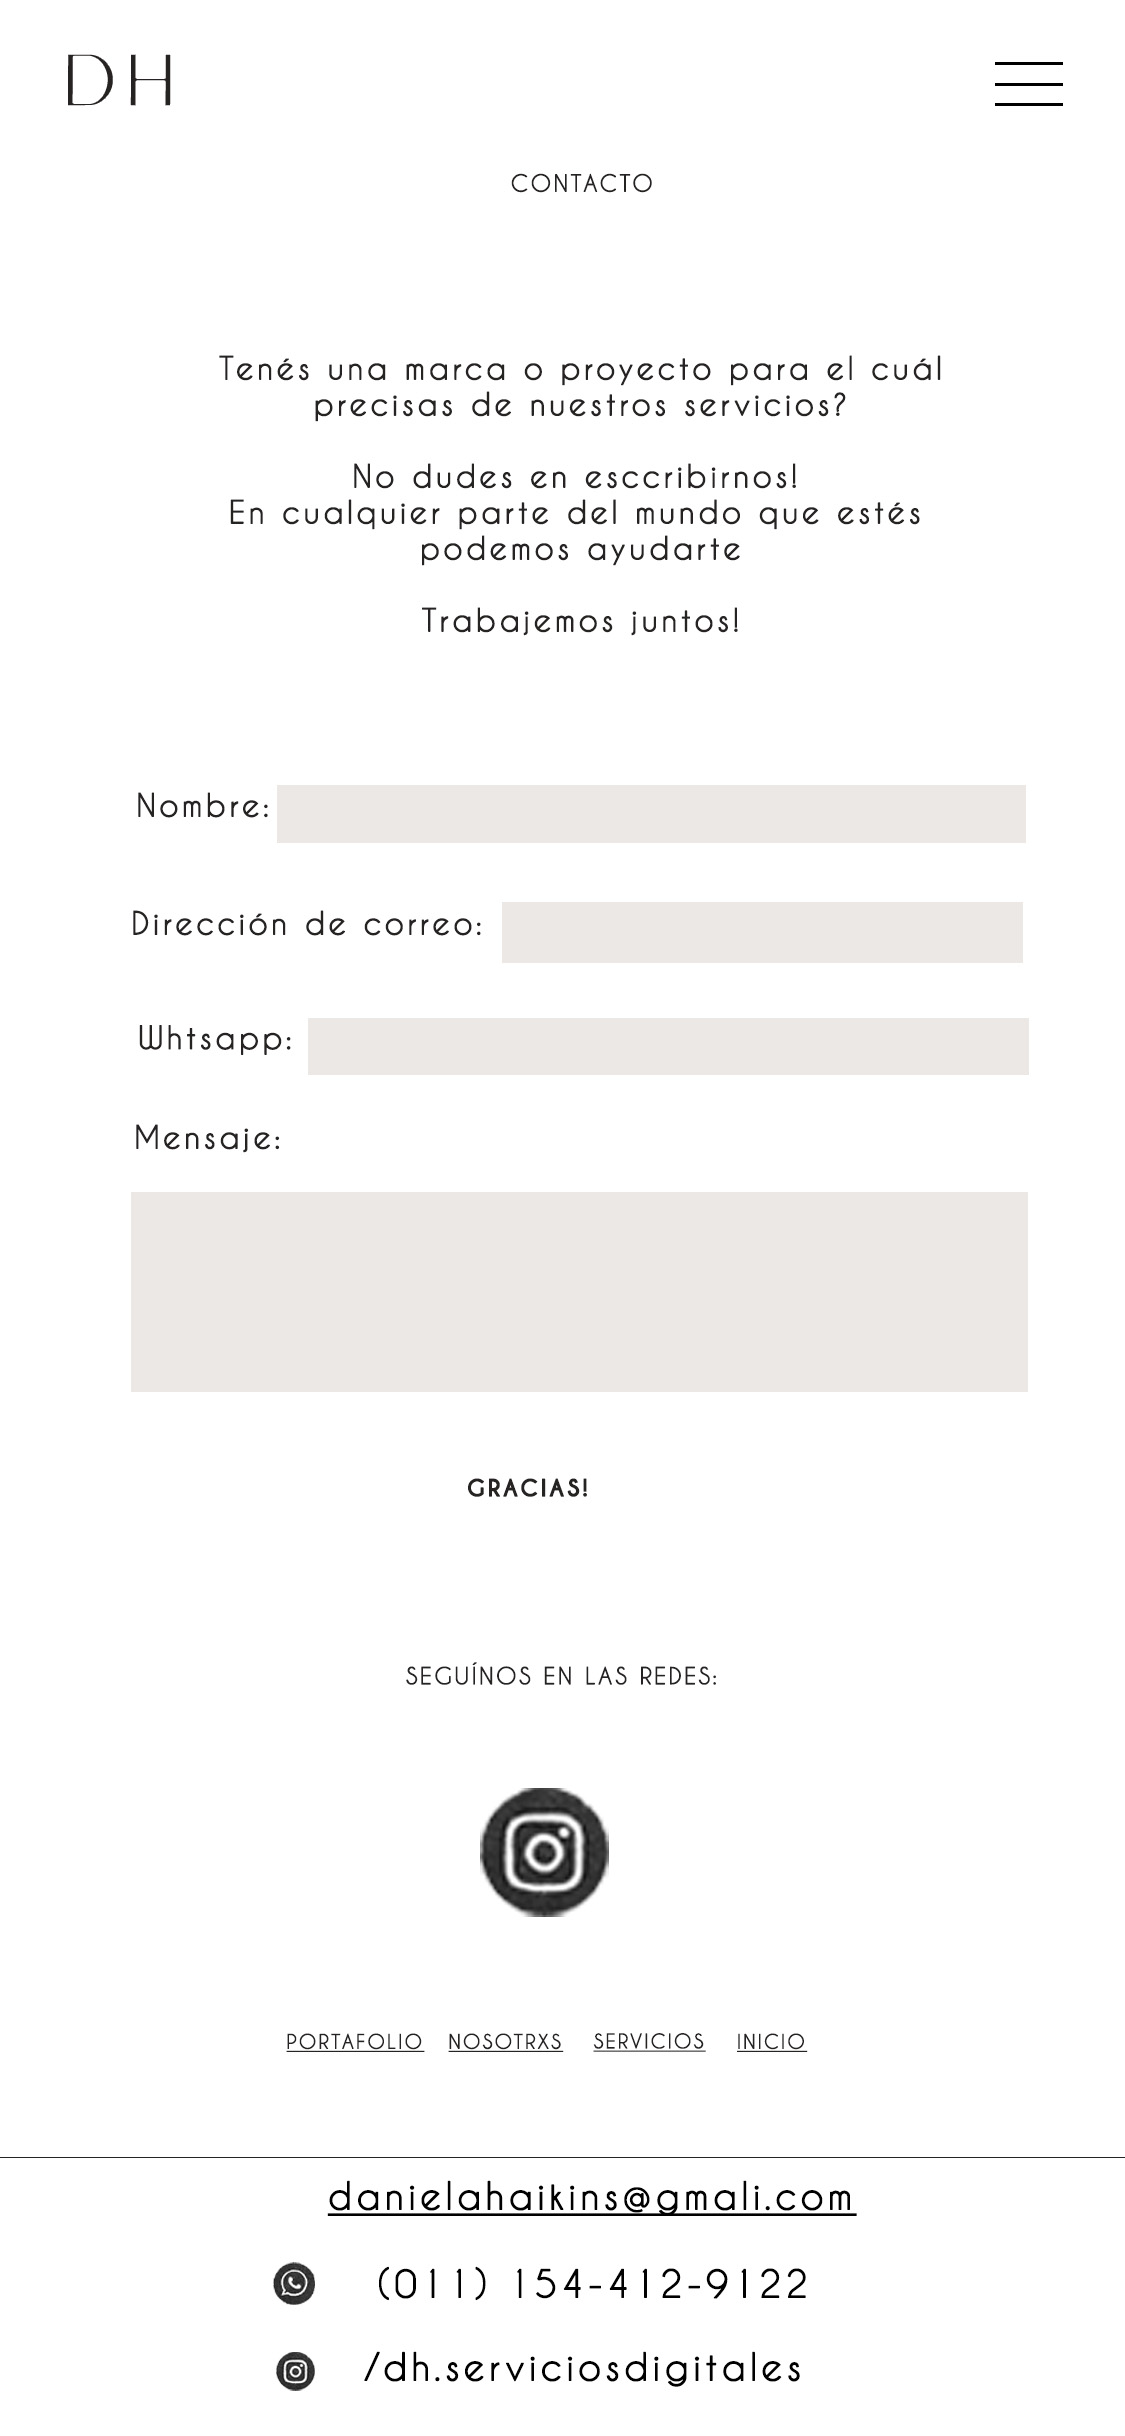 DH
CONTACTO
Tenés una marca o proyecto para el cuál
precisas de nuestros servicios?
No dudes en esccribirnos!
En cualquier parte del mundo que estés
podemos ayudarte
Trabajemos juntos!
Nombre:
Dirección de correo:
Whtsapp:
Mensaje:
GRACIAS!
SEGUÍNOS EN LAS REDES:
PORTAFOLIO NOSOTRXS SERVICIOS INICIO
danielahaikins@gmali.com
(011) 154-412-9122
/dh.serviciosdigitales